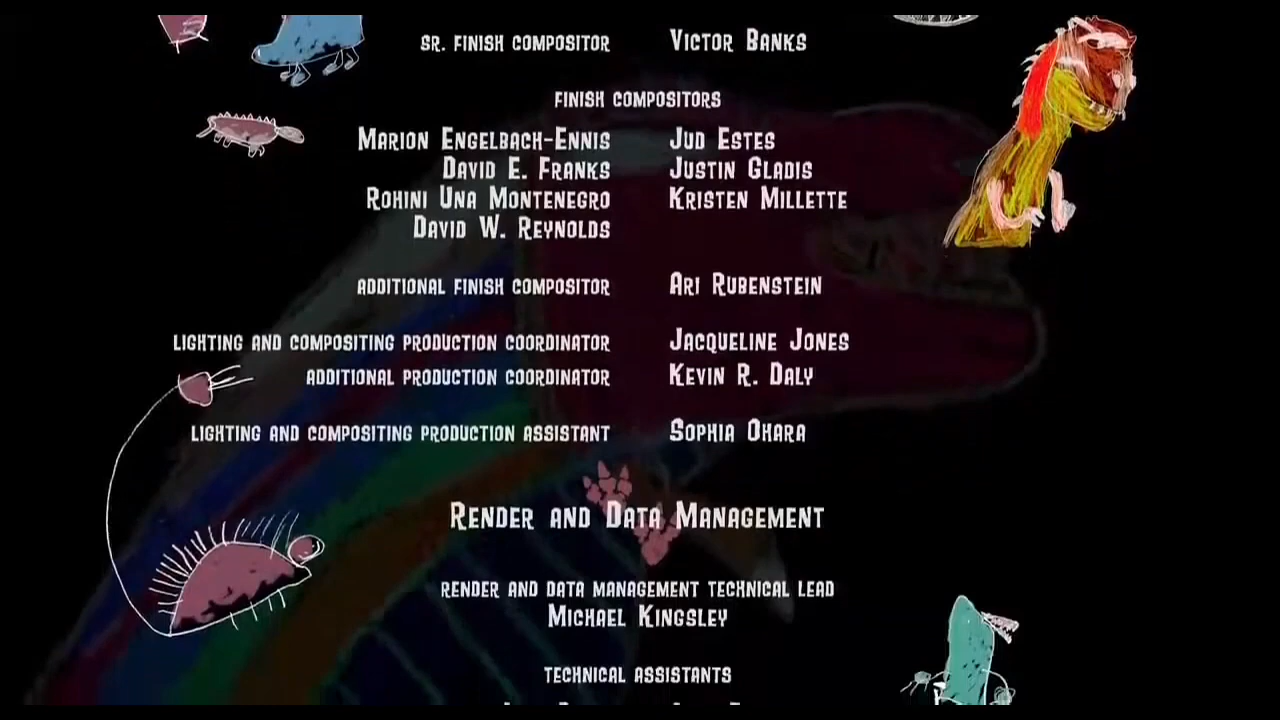 SR. FINISH COMPOSITOR VICTOR BANKS
FINISH COMPOSITORS
MARION ENGELBACH-ENNIS JUD ESTES
DAVID E. FRANKS JUSTIN GLADIS
ROHINI UNA MONTENEGRO KRISTEN MILLETTE
DAVID W. REYNOLDS
ADDITIONAL FINISH COMPOSITOR ARI RUBENSTEIN
LIGHTING AND COMPOSITING PRODUCTION COORDINATOR JACQUELINE JONES
ADDITIONAL PRODUCTION COORDINATOR KEVIN R. DALY
LIGHTING AND COMPOSITING PRODUCTION ASSISTANT SOPHIA OHARA
RENDER AND DATA MANAGEMENT
RENDER AND DATA MANAGEMENT TECHNICAL LEAD
MICHAEL KINGSLEY
TECHNICAL ASSISTANTS